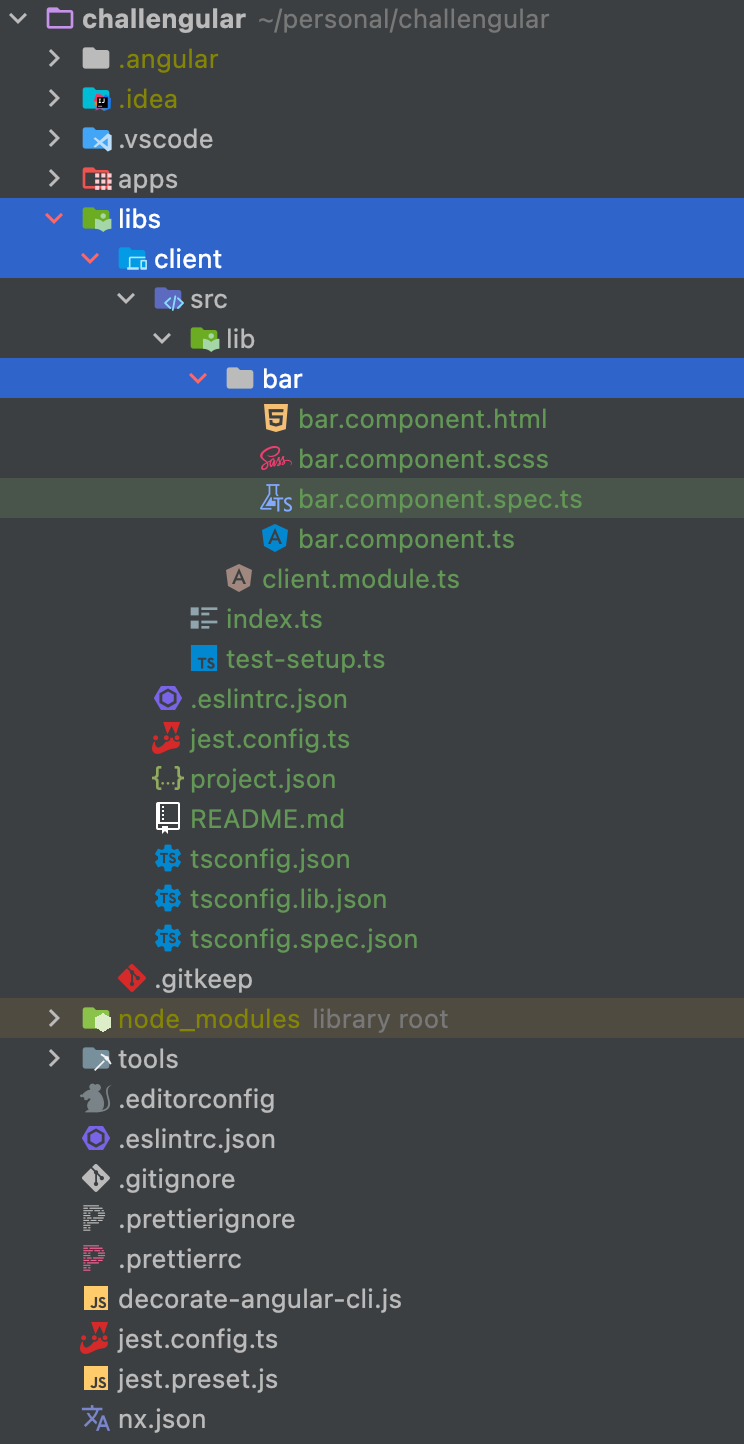 challengular ~/personal/challengular
.angular
.idea
.vscode
apps
libs
client
src
lib
bar
bar.component.html
bar.component.scss
bar.component.spec.ts
bar.component.ts
client.module.ts
index.ts
test-setup.ts
.eslintrc.json
jest.config.ts
project.json
README.md
tsconfig.json
tsconfig.lib.json
tsconfig.spec.json
.gitkeep
node_modules library root
tools
.editorconfig
.eslintrc.json
.gitignore
.prettierignore
.prettierrc
decorate-angular-cli.js
jest.config.ts
jest.preset.js
nx.json